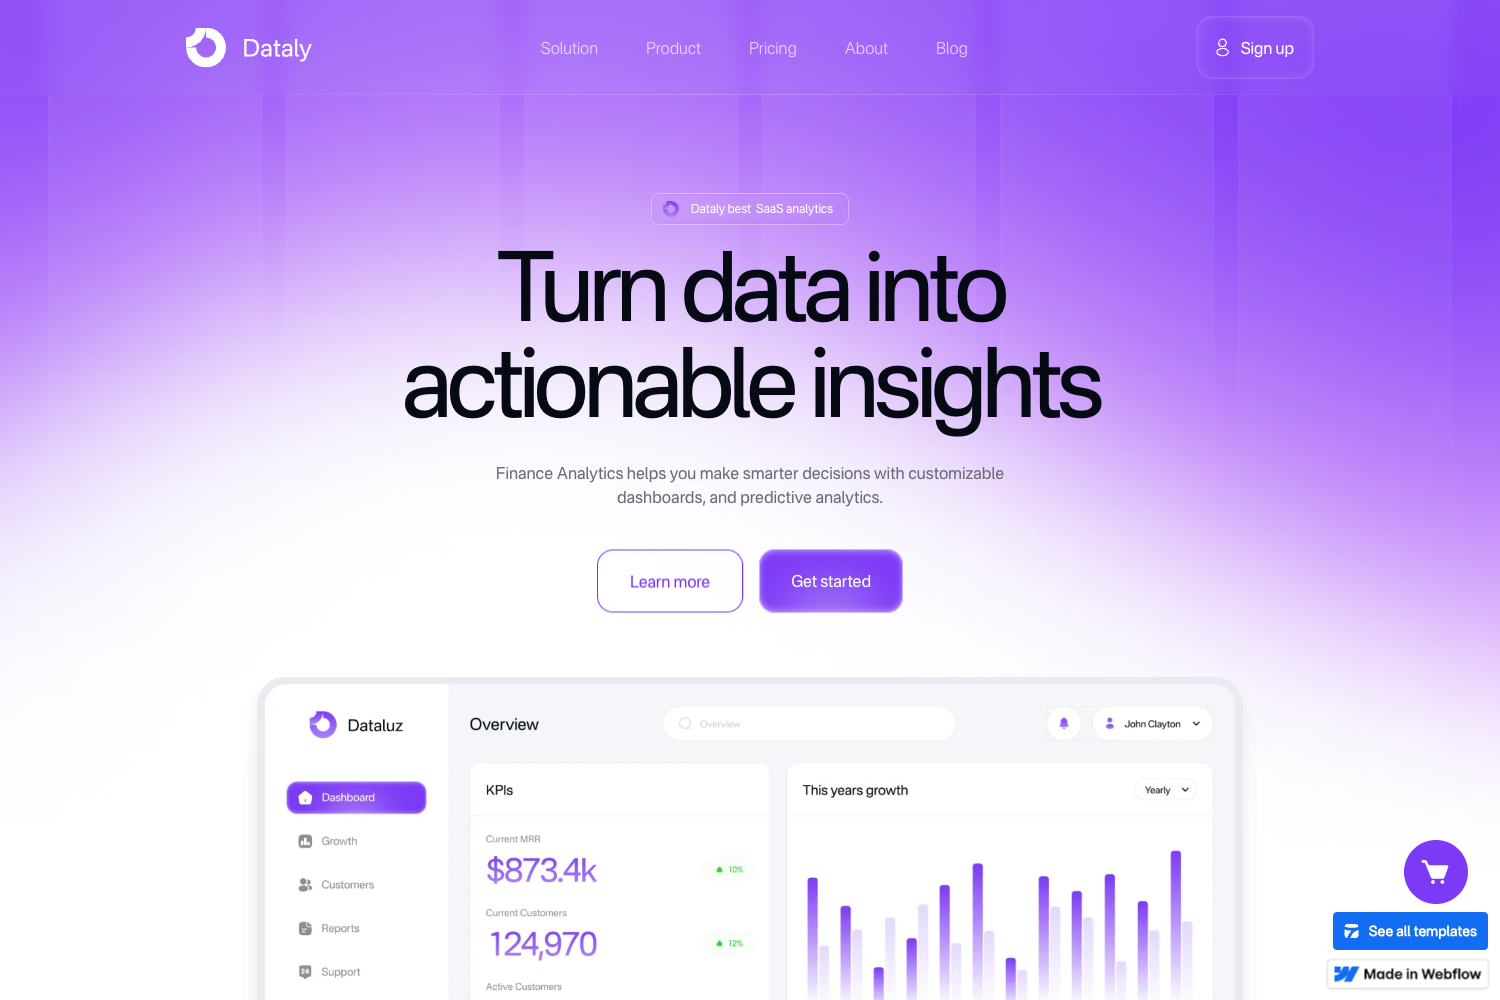 Dataly
Solution
Product
Pricing
About
Blog
Sign up
Dataly best SaaS analytics
Turn data into
actionable insights
Finance Analytics helps you make smarter decisions with customizable
dashboards, and predictive analytics.
Learn more
Get started
Dataluz
Overview
Overview
John Clayton
Dashboard
Growth
Customers
Reports
24
Support
KPIs
Current MRR
$873.4k
10%
Current Customers
124,970
12%
Active Customers
This years growth
Yearly
See all templates
Made in Webflow